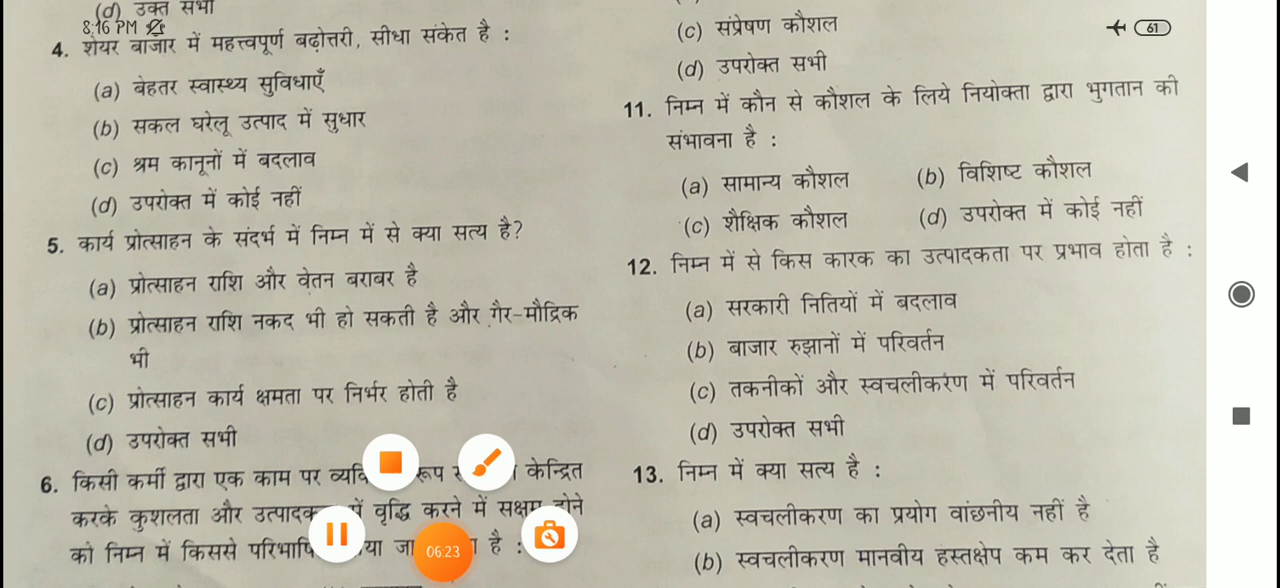 (d) उक्त सभी
8:16 PM
4. शेयर बाजार में महत्त्वपूर्ण बढ़ोत्तरी, सीधा संकेत है :
(a) बेहतर स्वास्थ्य सुविधाएँ
(b) सकल घरेलू उत्पाद में सुधार
(c) श्रम कानूनों में बदलाव
(d) उपरोक्त में कोई नहीं
5. कार्य प्रोत्साहन के संदर्भ में निम्न में से क्या सत्य है?
(a) प्रोत्साहन राशि और वेतन बराबर है
(b) प्रोत्साहन राशि नकद भी हो सकती है और गैर-मौद्रिक
भी
(c) प्रोत्साहन कार्य क्षमता पर निर्भर होती है
(d) उपरोक्त सभी
6. किसी कर्मी द्वारा एक काम पर रूप केन्द्रित
करके कुशलता और में वृद्धि करने में सक्षम होने
को निम्न में किससे है :
06:23
61
(c) संप्रेषण कौशल
(d) उपरोक्त सभी
11. निम्न में कौन से कौशल के लिये नियोक्ता द्वारा भुगतान की
संभावना है :
(a) सामान्य कौशल (b) विशिष्ट कौशल
(c) शैक्षिक कौशल (d) उपरोक्त में कोई नहीं
12. निम्न में से किस कारक का उत्पादकता पर प्रभाव होता है :
(a) सरकारी नितियों में बदलाव
(b) बाजार रुझानों में परिवर्तन
(c) तकनीकों और स्वचलीकरण में परिवर्तन
(d) उपरोक्त सभी
13. निम्न में क्या सत्य है :
(a) स्वचलीकरण का प्रयोग वांछनीय नहीं है
(b) स्वचलीकरण मानवीय हस्तक्षेप कम कर देता है